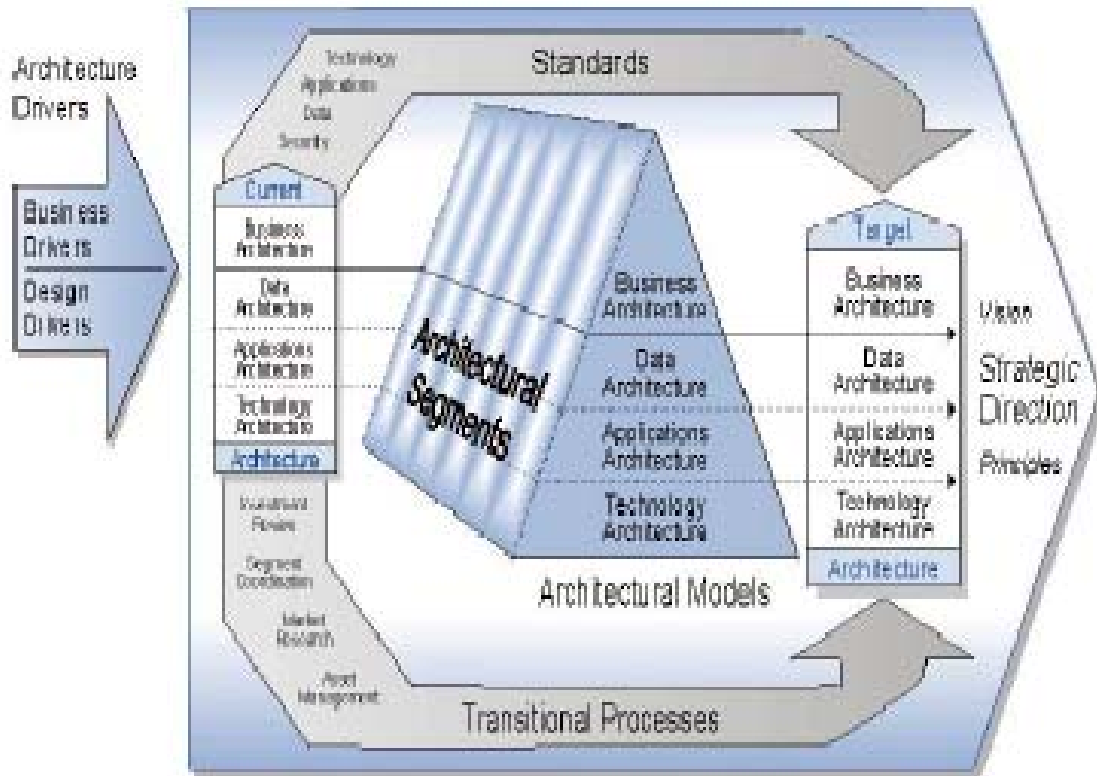 Architecture
Drivers
Business
Drivers
Design
Drivers
Technology
Applications
Data
Security
Standards
Current
Business
Architecture
Data
Architecture
Applications
Architecture
Technology
Architecture
Architecture
Architectural
Segments
Business
Architecture
Data
Architecture
Applications
Architecture
Technology
Architecture
Architectural Models
Target
Business
Architecture
Data
Architecture
Applications
Architecture
Technology
Architecture
Architecture
Vision
Strategic
Direction
Principles
Investment
Review
Segment
Coordination
Market
Research
Asset
Management
Transitional Processes